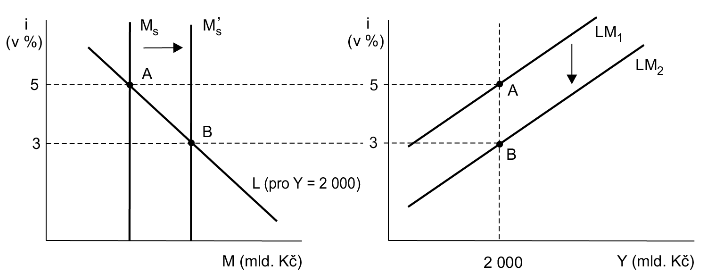 i
(v %)
Ms
Ms'
A
5
B
3
L (pro Y = 2 000)
M (mld. Kč)
i
(v %)
LM1
LM2
5
A
3
B
2 000
Y (mld. Kč)